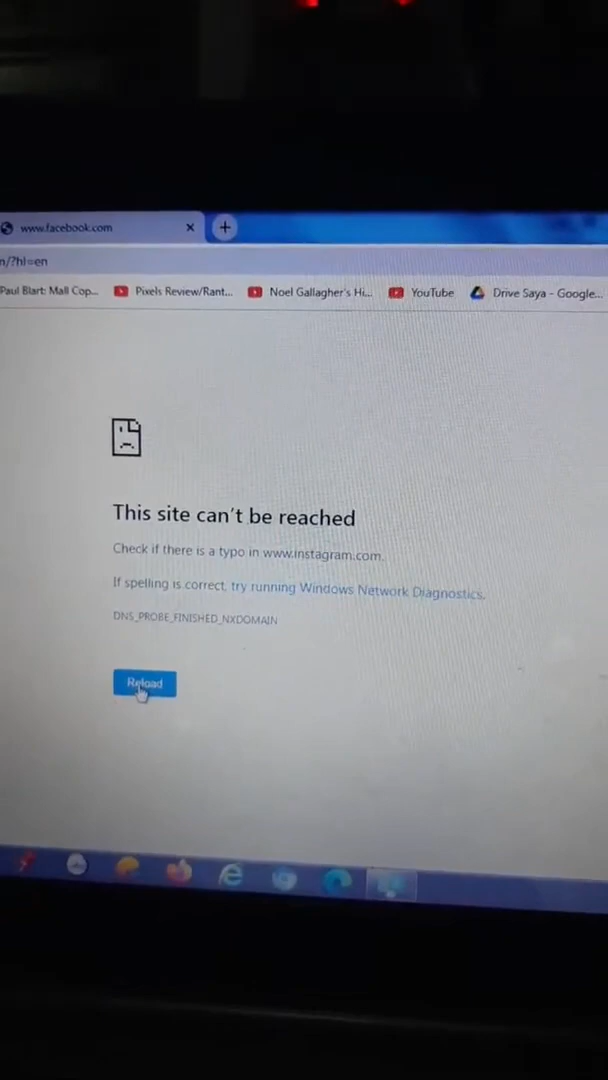 www.facebook.com
n/?hl=en
Paul Blart: Mall Cop... Pixels Review/Rant... Noel Gallagher's Hi... YouTube Drive Saya - Google...
This site can't be reached
Check if there is a typo in www.instagram.com.
If spelling is correct, try running Windows Network Diagnostics.
DNS_PROBE_FINISHED_NXDOMAIN
Reload